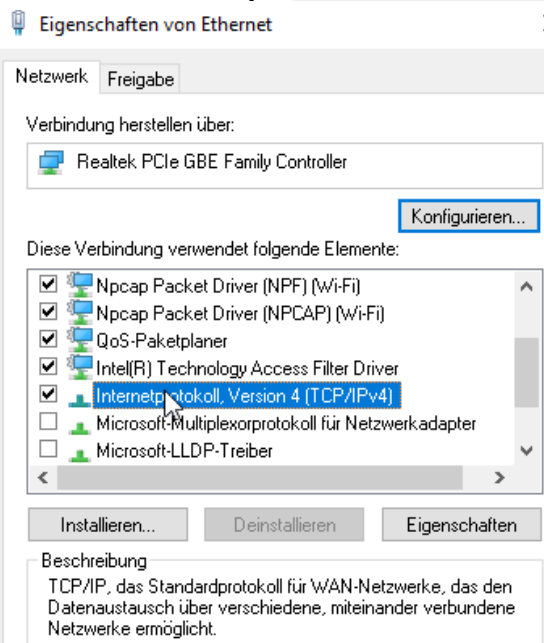 Eigenschaften von Ethernet
Netzwerk Freigabe
Verbindung herstellen über:
Realtek PCIe GBE Family Controller
Konfigurieren...
Diese Verbindung verwendet folgende Elemente:
Npcap Packet Driver (NPF) (Wi-Fi)
Npcap Packet Driver (NPCAP) (Wi-Fi)
QoS-Paketplaner
Intel(R) Technology Access Filter Driver
Internetprotokoll, Version 4 (TCP/IPv4)
Microsoft-Multiplexorprotokoll für Netzwerkadapter
Microsoft-LLDP-Treiber
Installieren... Deinstallieren Eigenschaften
Beschreibung
TCP/IP, das Standardprotokoll für WAN-Netzwerke, das den
Datenaustausch über verschiedene, miteinander verbundene
Netzwerke ermöglicht.